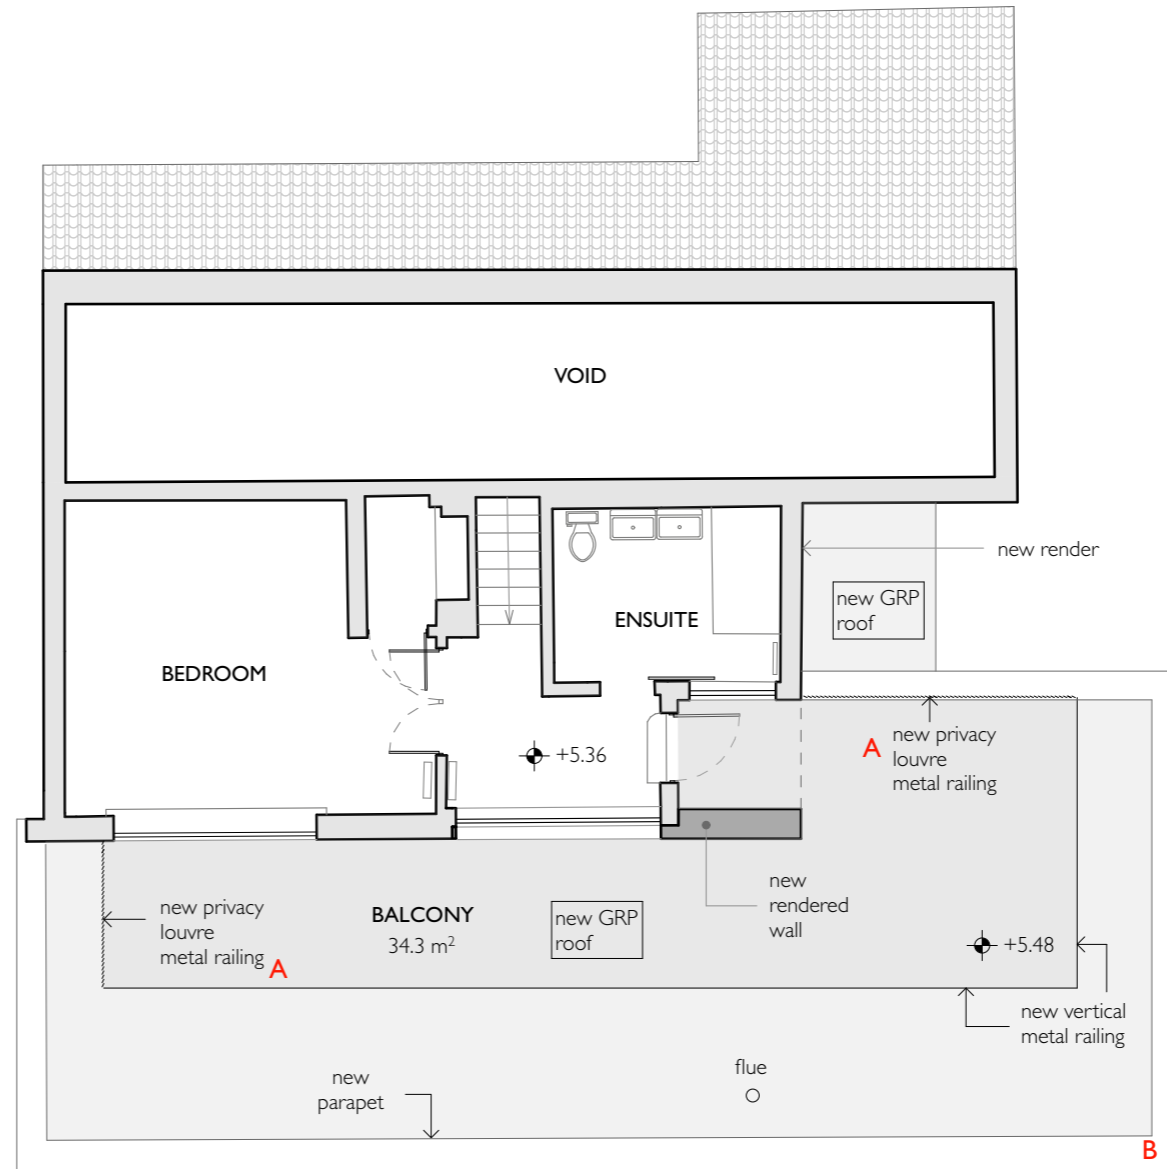 VOID
new render
new GRP
roof
ENSUITE
BEDROOM
+5.36
A
new privacy
louvre
metal railing
new
rendered
wall
new privacy
louvre
metal railing
A
BALCONY
34.3 m²
new GRP
roof
+5.48
new vertical
metal railing
flue
new
parapet
B